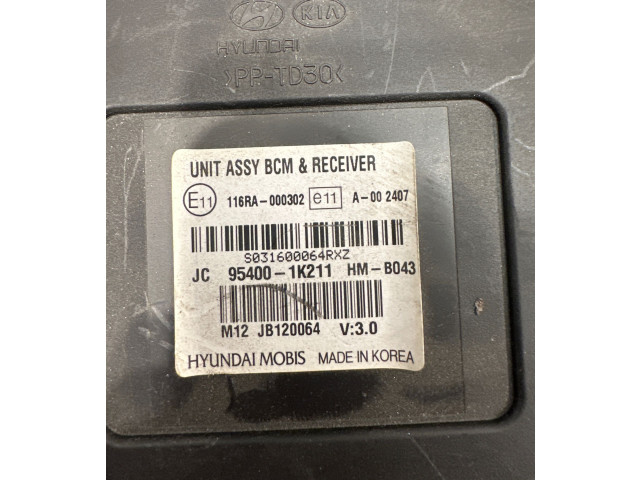 KIA
HYUNDAI
>PP-TD30<
UNIT ASSY BCM & RECEIVER
E11 116RA-000302 e11 A-00 2407
S031600064RXZ
JC 95400-1K211 HM-B043
M12 JB120064 V:3.0
HYUNDAI MOBIS MADE IN KOREA